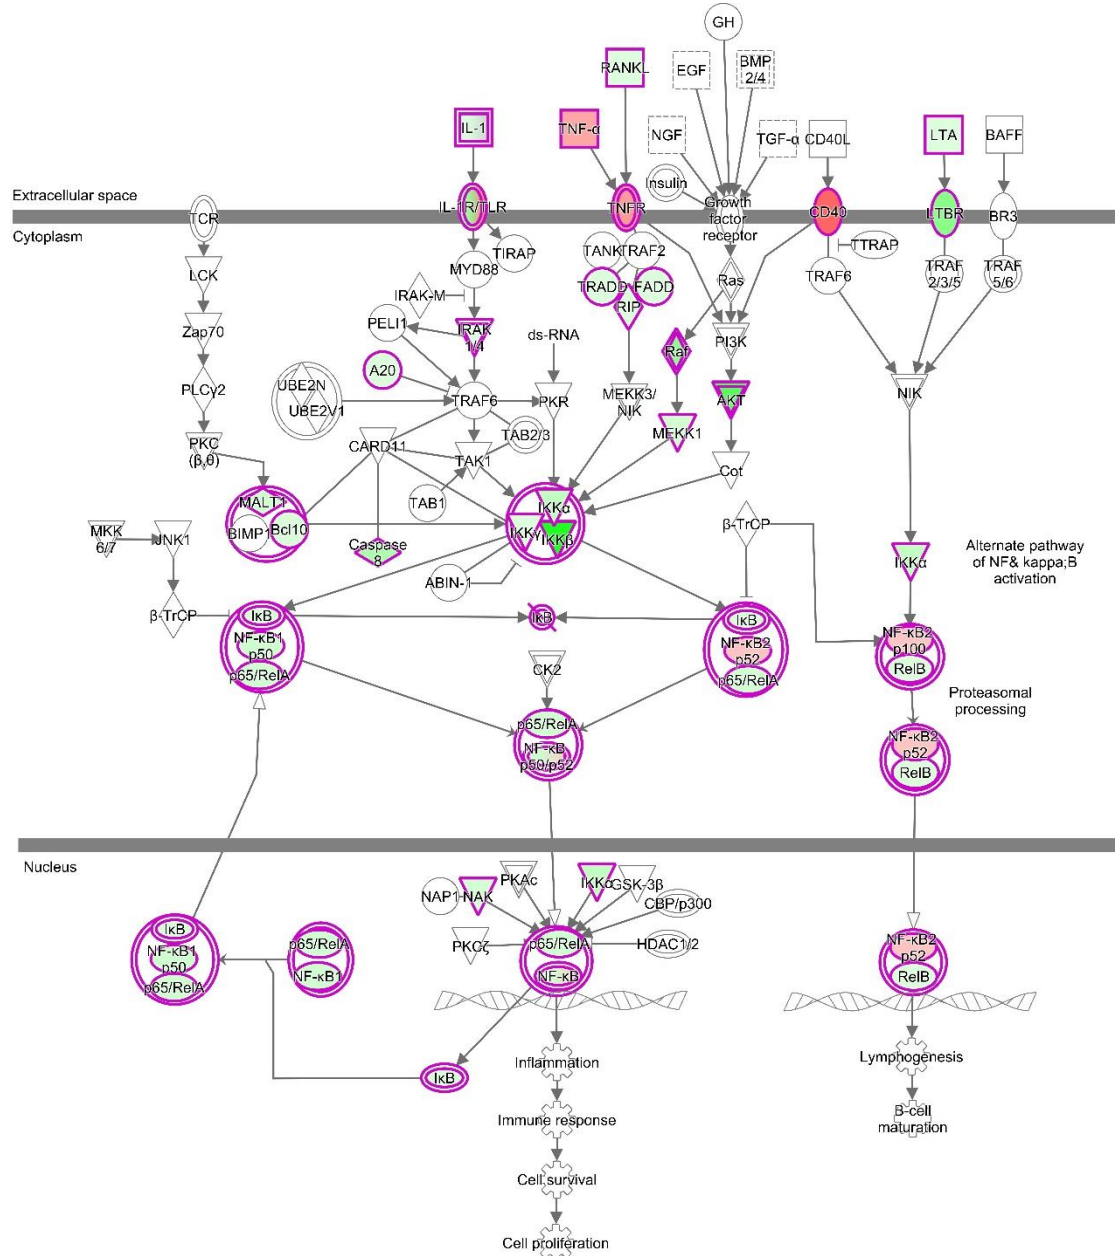 GH
RANKL
EGF
BMP
2/4
IL-1
TNF-α
NGF
TGF-α
CD40L
LTA
BAFF
Insulin
Extracellular space
TCR
IL-1R/TLR
TNFR
Growth
factor
receptor
CD40
LTBR
BR3
Cytoplasm
TIRAP
TANK
TRAF2
TTRAP
LCK
MYD88
TRAF6
TRAF
2/3/5
TRAF
5/6
IRAK-M
TRADD
FADD
RIP
Ras
Zap70
PELI1
IRAK
1/4
ds-RNA
Raf
PI3K
A20
PLCγ2
UBE2N
UBE2V1
TRAF6
PKR
MEKK3/
NIK
AKT
NIK
PKC
(β,θ)
CARD11
TAB2/3
MEKK1
TAK1
Cot
MALT1
TAB1
IKKα
BIMP1
Bcl10
IKKγ
IKKβ
β-TrCP
MKK
6/7
JNK1
Caspase
8
IKKα
Alternate pathway
of NF& kappa;B
activation
ABIN-1
β-TrCP
IκB
IκB
IκB
NF-κB1
p50
p65/RelA
NF-κB2
p52
p65/RelA
NF-κB2
p100
RelB
CK2
Proteasomal
processing
p65/RelA
NF-κB
p50/p52
NF-κB2
p52
RelB
Nucleus
NAP1
NAK
PKAc
IKKα
GSK-3β
CBP/p300
IκB
NF-κB1
p50
p65/RelA
p65/RelA
NF-κB1
PKCζ
p65/RelA
HDAC1/2
NF-κB
NF-κB2
p52
RelB
IκB
Inflammation
Lymphogenesis
Immune response
B-cell
maturation
Cell survival
Cell proliferation